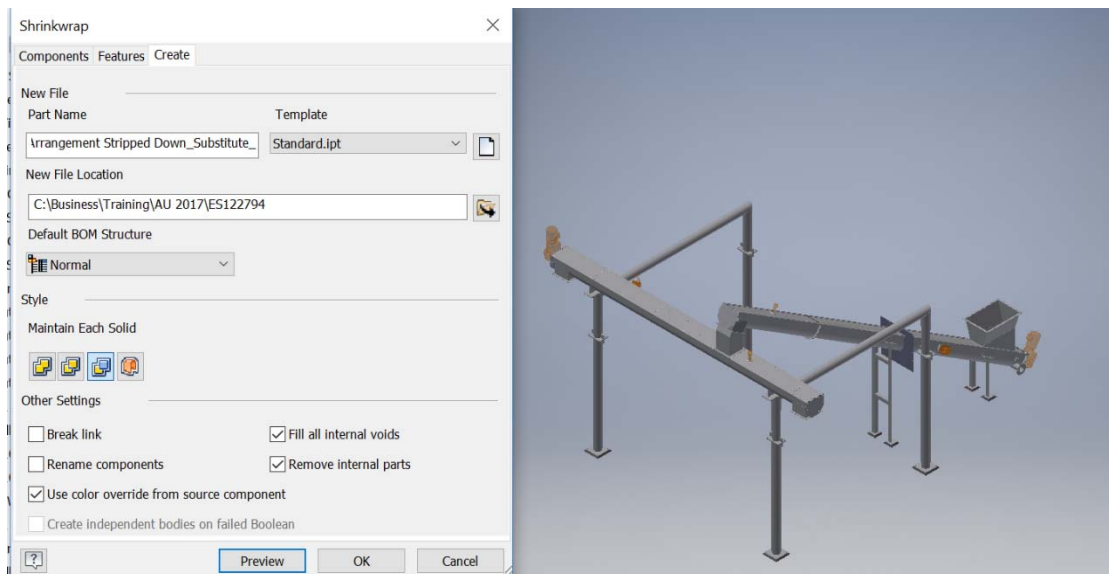 Shrinkwrap
Components Features Create
New File
Part Name Template
Arrangement Stripped Down_Substitute_ Standard.ipt
New File Location
C:\Business\Training\AU 2017\ES122794
Default BOM Structure
Normal
Style
Maintain Each Solid
Other Settings
Break link Fill all internal voids
Rename components Remove internal parts
Use color override from source component
Create independent bodies on failed Boolean
? Preview OK Cancel